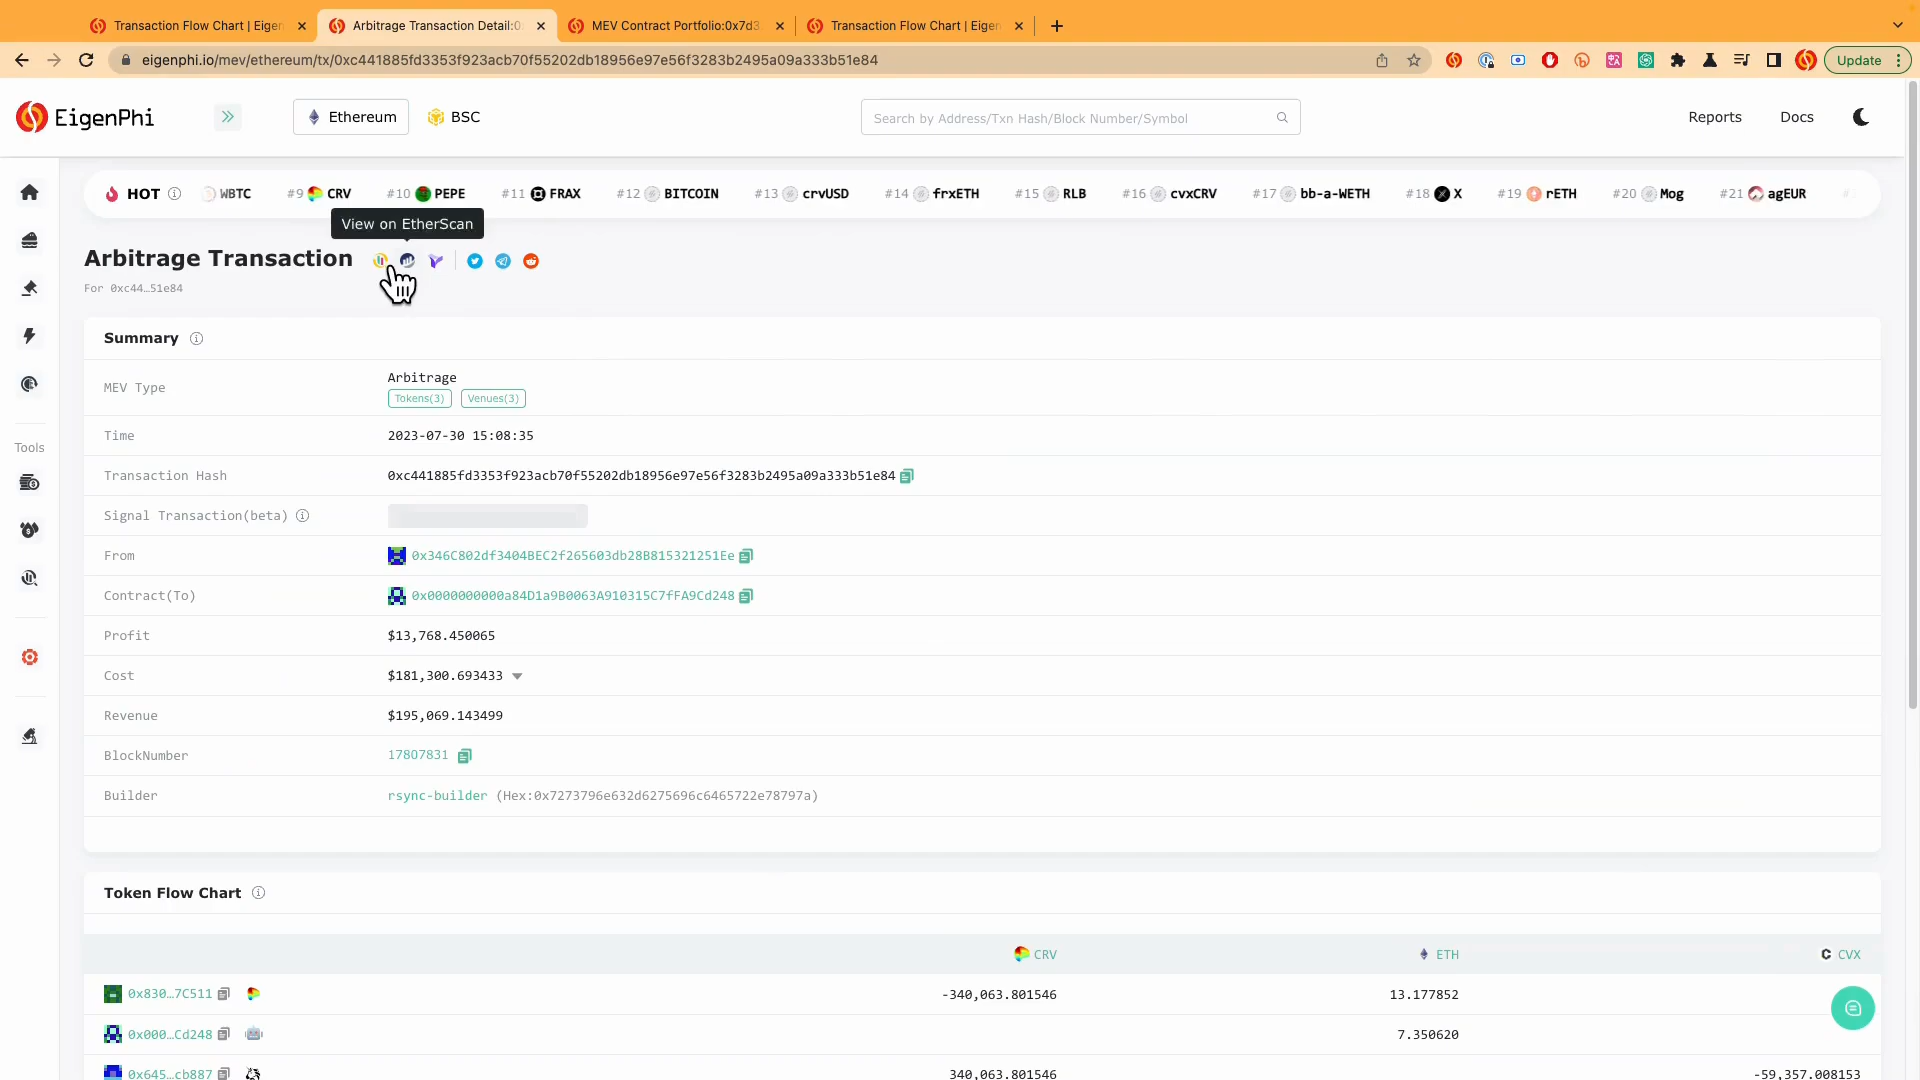 Transaction Flow Chart | Eigen
Arbitrage Transaction Detail:0
MEV Contract Portfolio:0x7d3
Transaction Flow Chart | Eigen
eigenphi.io/mev/ethereum/tx/0xc441885fd3353f923acb70f55202db18956e97e56f3283b2495a09a333b51e84
Update
EigenPhi
Ethereum
BSC
Search by Address/Txn Hash/Block Number/Symbol
Reports
Docs
HOT
WBTC
#9 CRV
#10 PEPE
#11 FRAX
#12 BITCOIN
#13 crvUSD
#14 frxETH
#15 RLB
#16 cvxCRV
#17 bb-a-WETH
#18 X
#19 rETH
#20 Mog
#21 agEUR
View on EtherScan
Arbitrage Transaction
For 0xc44…51e84
Summary
MEV Type
Arbitrage
Tokens(3) Venues(3)
Time
2023-07-30 15:08:35
Transaction Hash
0xc441885fd3353f923acb70f55202db18956e97e56f3283b2495a09a333b51e84
Signal Transaction(beta)
From
0x346C802df3404BEC2f265603db28B815321251Ee
Contract(To)
0x0000000000a84D1a9B0063A910315C7fFA9Cd248
Profit
$13,768.450065
Cost
$181,300.693433
Revenue
$195,069.143499
BlockNumber
17807831
Builder
rsync-builder (Hex:0x7273796e632d6275696c6465722e78797a)
Tools
Token Flow Chart
CRV
ETH
CVX
0x830…7C511
-340,063.801546
13.177852
0x000…Cd248
7.350620
0x645…cb887
340,063.801546
-59,357.008153